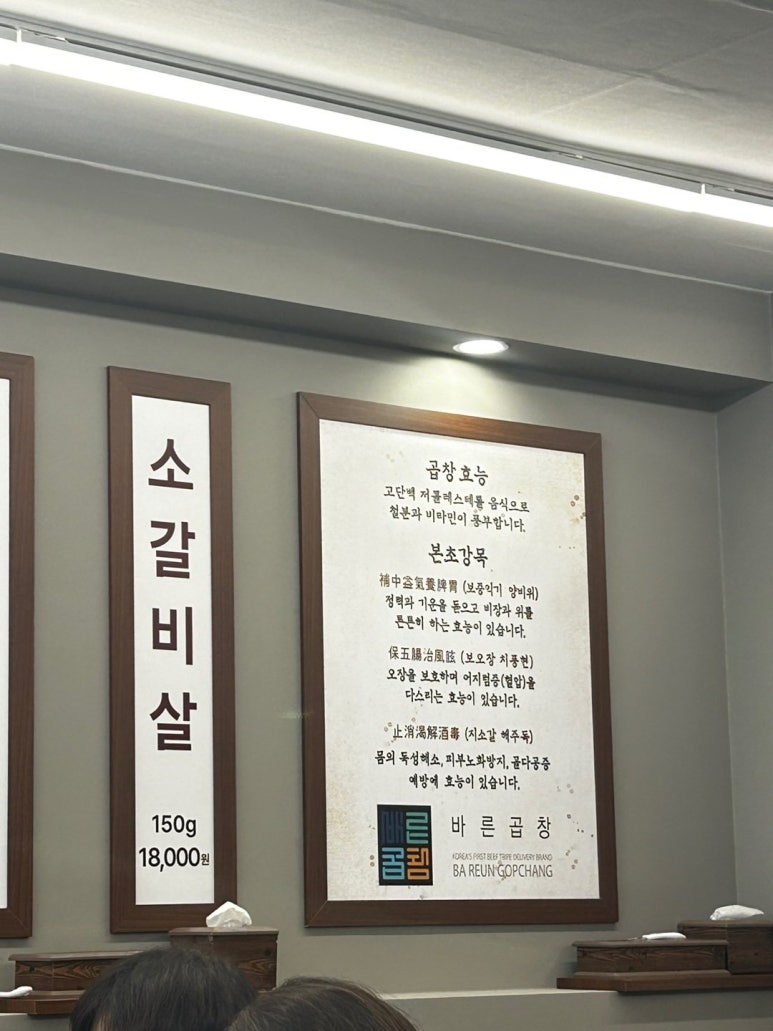 소갈비살
150g
18,000원
곱창 효능
고단백 저콜레스테롤 음식으로
철분과 비타민이 풍부합니다.
본초강목
補中益氣養脾胃 (보중익기 양비위)
정력과 기운을 돋으고 비장과 위를
튼튼히 하는 효능이 있습니다.
保五臟治風眩 (보오장 치풍현)
오장을 보호하며 어지럼증(혈압)을
다스리는 효능이 있습니다.
止消渴解酒毒 (지소갈 해주독)
몸의 독성해소, 피부노화방지, 골다공증
예방에 효능이 있습니다.
바른곱창
바른곱창
KOREA'S FIRST BEEF TRIPE DELIVERY BRAND
BA REUN GOPCHANG